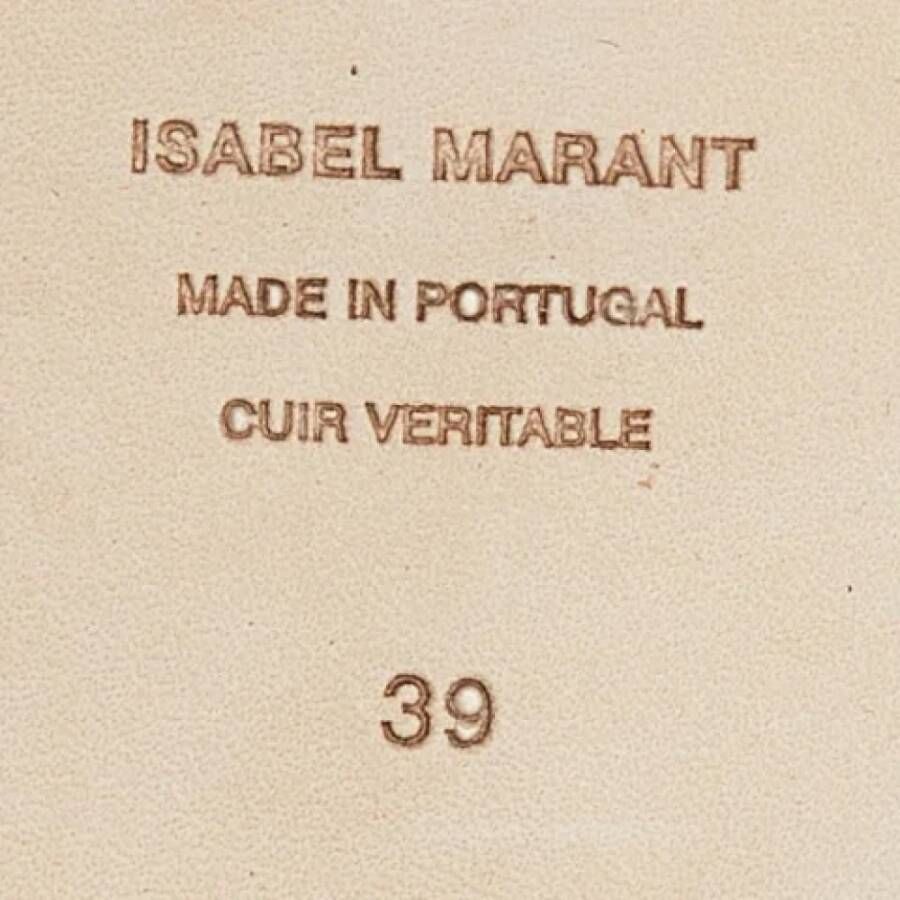 ISABEL MARANT
MADE IN PORTUGAL
CUIR VERITABLE
39